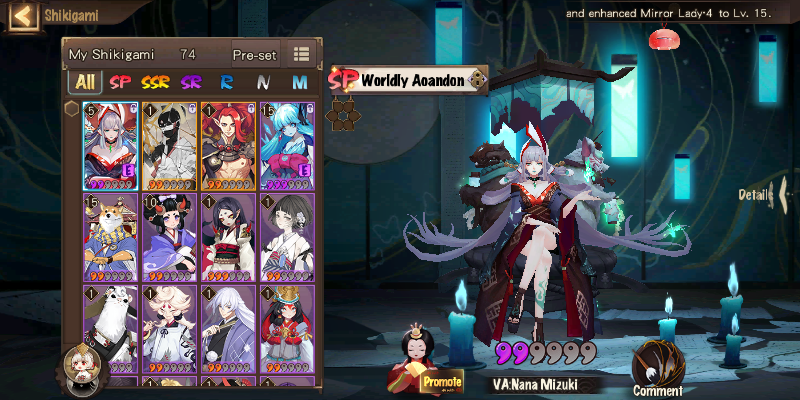 Shikigami
and enhanced Mirror Lady·4 to Lv. 15.
My Shikigami 74 Pre-set
All SP SSR SR R N M
SP Worldly Aoandon
5 1 1 15
E E
15 10 1 1
1 1 1 1
Details
Promote
VA:Nana Mizuki
Comment